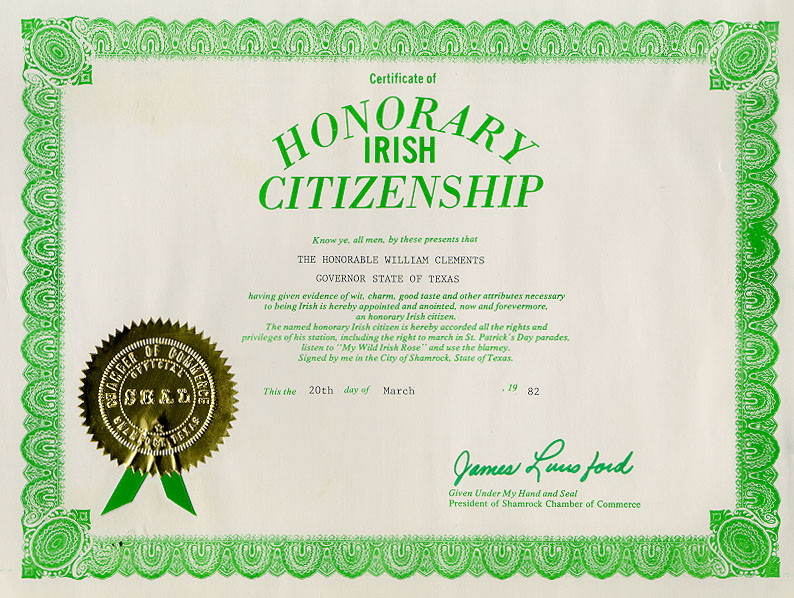 Certificate of
HONORARY
IRISH
CITIZENSHIP
Know ye, all men, by these presents that
THE HONORABLE WILLIAM CLEMENTS
GOVERNOR STATE OF TEXAS
having given evidence of wit, charm, good taste and other attributes necessary
to being Irish is hereby appointed and anointed, now and forevermore,
an honorary Irish citizen.
The named honorary Irish citizen is hereby accorded all the rights and
privileges of his station, including the right to march in St. Patrick's Day parades,
listen to "My Wild Irish Rose" and use the blarney.
Signed by me in the City of Shamrock, State of Texas.
This the 20th day of March , 19 82
CHAMBER OF COMMERCE
OFFICIAL
SEAL
SHAMROCK, TEXAS
James Lunsford
Given Under My Hand and Seal
President of Shamrock Chamber of Commerce